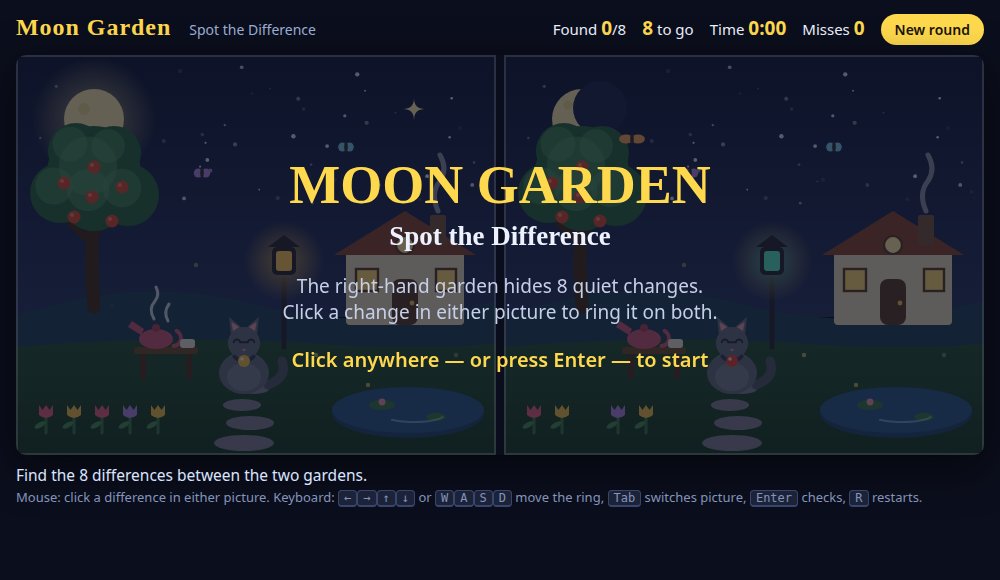 Moon Garden Spot the Difference Found 0/8 8 to go Time 0:00 Misses 0 New round
MOON GARDEN
Spot the Difference
The right-hand garden hides 8 quiet changes.
Click a change in either picture to ring it on both.
Click anywhere — or press Enter — to start
Find the 8 differences between the two gardens.
Mouse: click a difference in either picture. Keyboard: ← → ↑ ↓ or W A S D move the ring, Tab switches picture, Enter checks, R restarts.